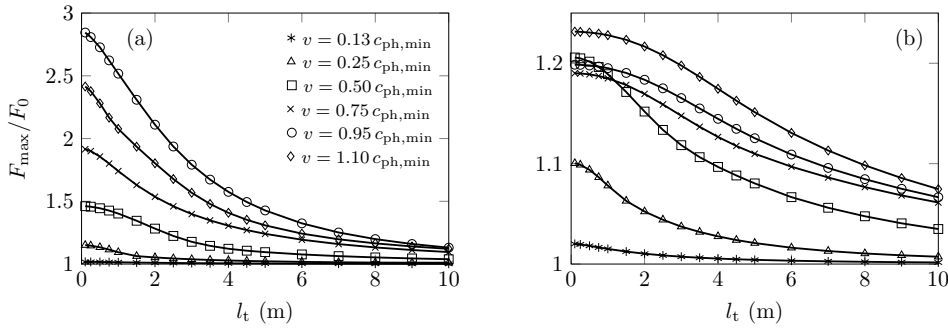 3
2.5
2
1.5
1
F_max/F_0
(a)
v = 0.13 c_ph,min
v = 0.25 c_ph,min
v = 0.50 c_ph,min
v = 0.75 c_ph,min
v = 0.95 c_ph,min
v = 1.10 c_ph,min
0 2 4 6 8 10
l_t (m)
(b)
1.2
1.1
1
0 2 4 6 8 10
l_t (m)